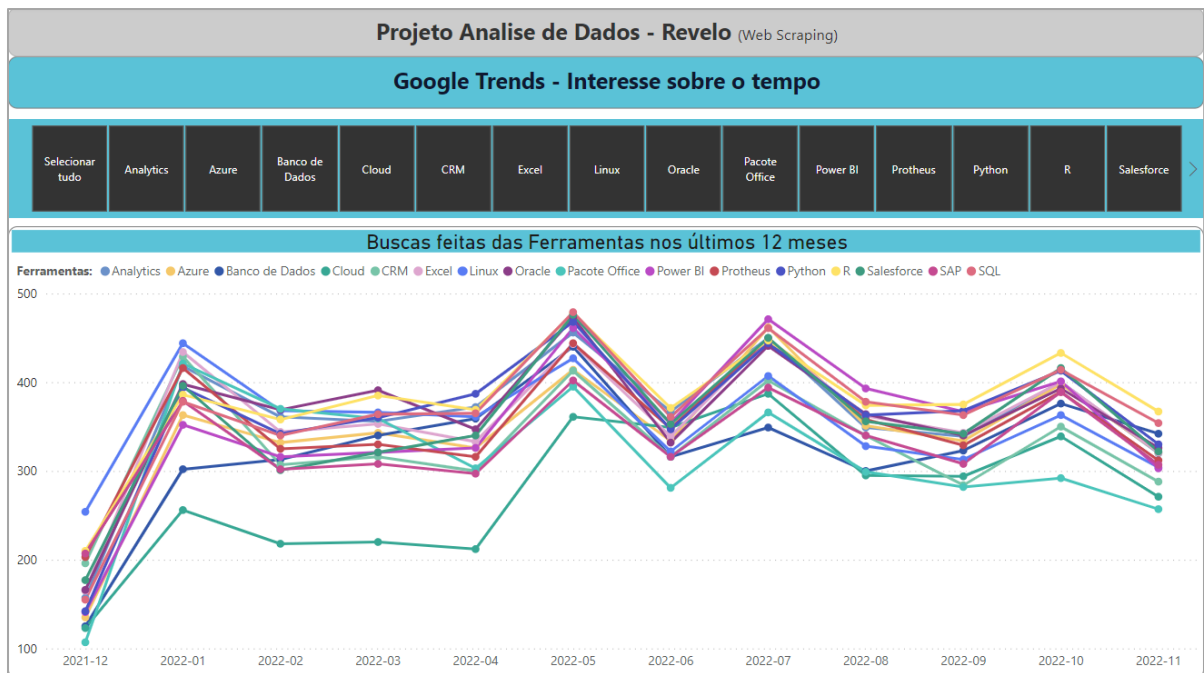 Projeto Analise de Dados - Revelo (Web Scraping)
Google Trends - Interesse sobre o tempo
Selecionar tudo
Analytics
Azure
Banco de Dados
Cloud
CRM
Excel
Linux
Oracle
Pacote Office
Power BI
Protheus
Python
R
Salesforce
Buscas feitas das Ferramentas nos últimos 12 meses
Ferramentas: Analytics Azure Banco de Dados Cloud CRM Excel Linux Oracle Pacote Office Power BI Protheus Python R Salesforce SAP SQL
500
400
300
200
100
2021-12 2022-01 2022-02 2022-03 2022-04 2022-05 2022-06 2022-07 2022-08 2022-09 2022-10 2022-11